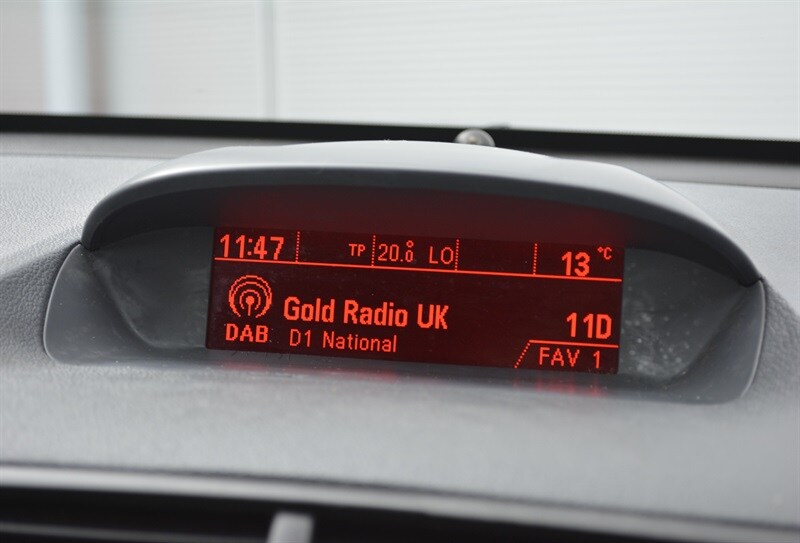 11:47 TP 20.0° LO 13 °C
Gold Radio UK 11D
DAB D1 National FAV 1